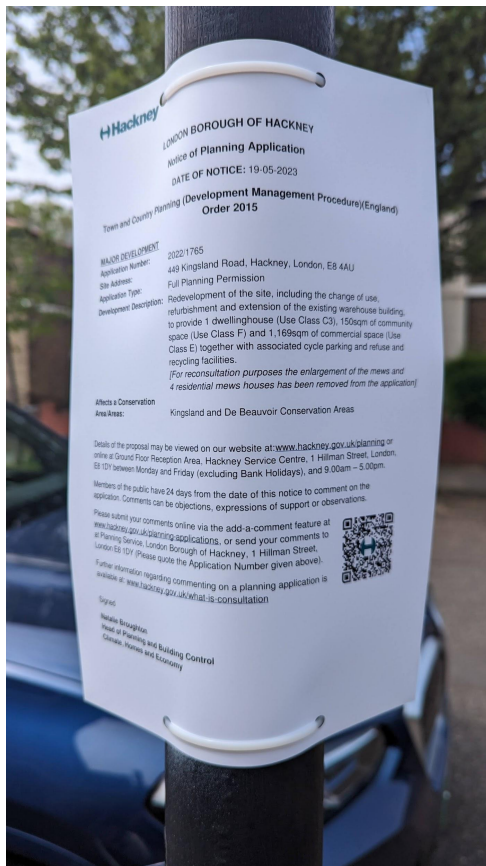 Hackney
LONDON BOROUGH OF HACKNEY
Notice of Planning Application
DATE OF NOTICE: 19-05-2023
Town and Country Planning (Development Management Procedure)(England)
Order 2015
MAJOR DEVELOPMENT
Application Number: 2022/1765
Site Address: 449 Kingsland Road, Hackney, London, E8 4AU
Application Type: Full Planning Permission
Development Description: Redevelopment of the site, including the change of use,
refurbishment and extension of the existing warehouse building,
to provide 1 dwellinghouse (Use Class C3), 150sqm of community
space (Use Class F) and 1,169sqm of commercial space (Use
Class E) together with associated cycle parking and refuse and
recycling facilities.
[For reconsultation purposes the enlargement of the mews and
4 residential mews houses has been removed from the application]
Affects a Conservation
Area/Areas: Kingsland and De Beauvoir Conservation Areas
Details of the proposal may be viewed on our website at:www.hackney.gov.uk/planning or
online at Ground Floor Reception Area, Hackney Service Centre, 1 Hillman Street, London,
E8 1DY between Monday and Friday (excluding Bank Holidays), and 9.00am – 5.00pm.
Members of the public have 24 days from the date of this notice to comment on the
application. Comments can be objections, expressions of support or observations.
Please submit your comments online via the add-a-comment feature at
www.hackney.gov.uk/planning-applications, or send your comments to
at Planning Service, London Borough of Hackney, 1 Hillman Street,
London E8 1DY (Please quote the Application Number given above).
Further information regarding commenting on a planning application is
available at: www.hackney.gov.uk/what-is-consultation
Signed
Natalie Broughton
Head of Planning and Building Control
Climate, Homes and Economy